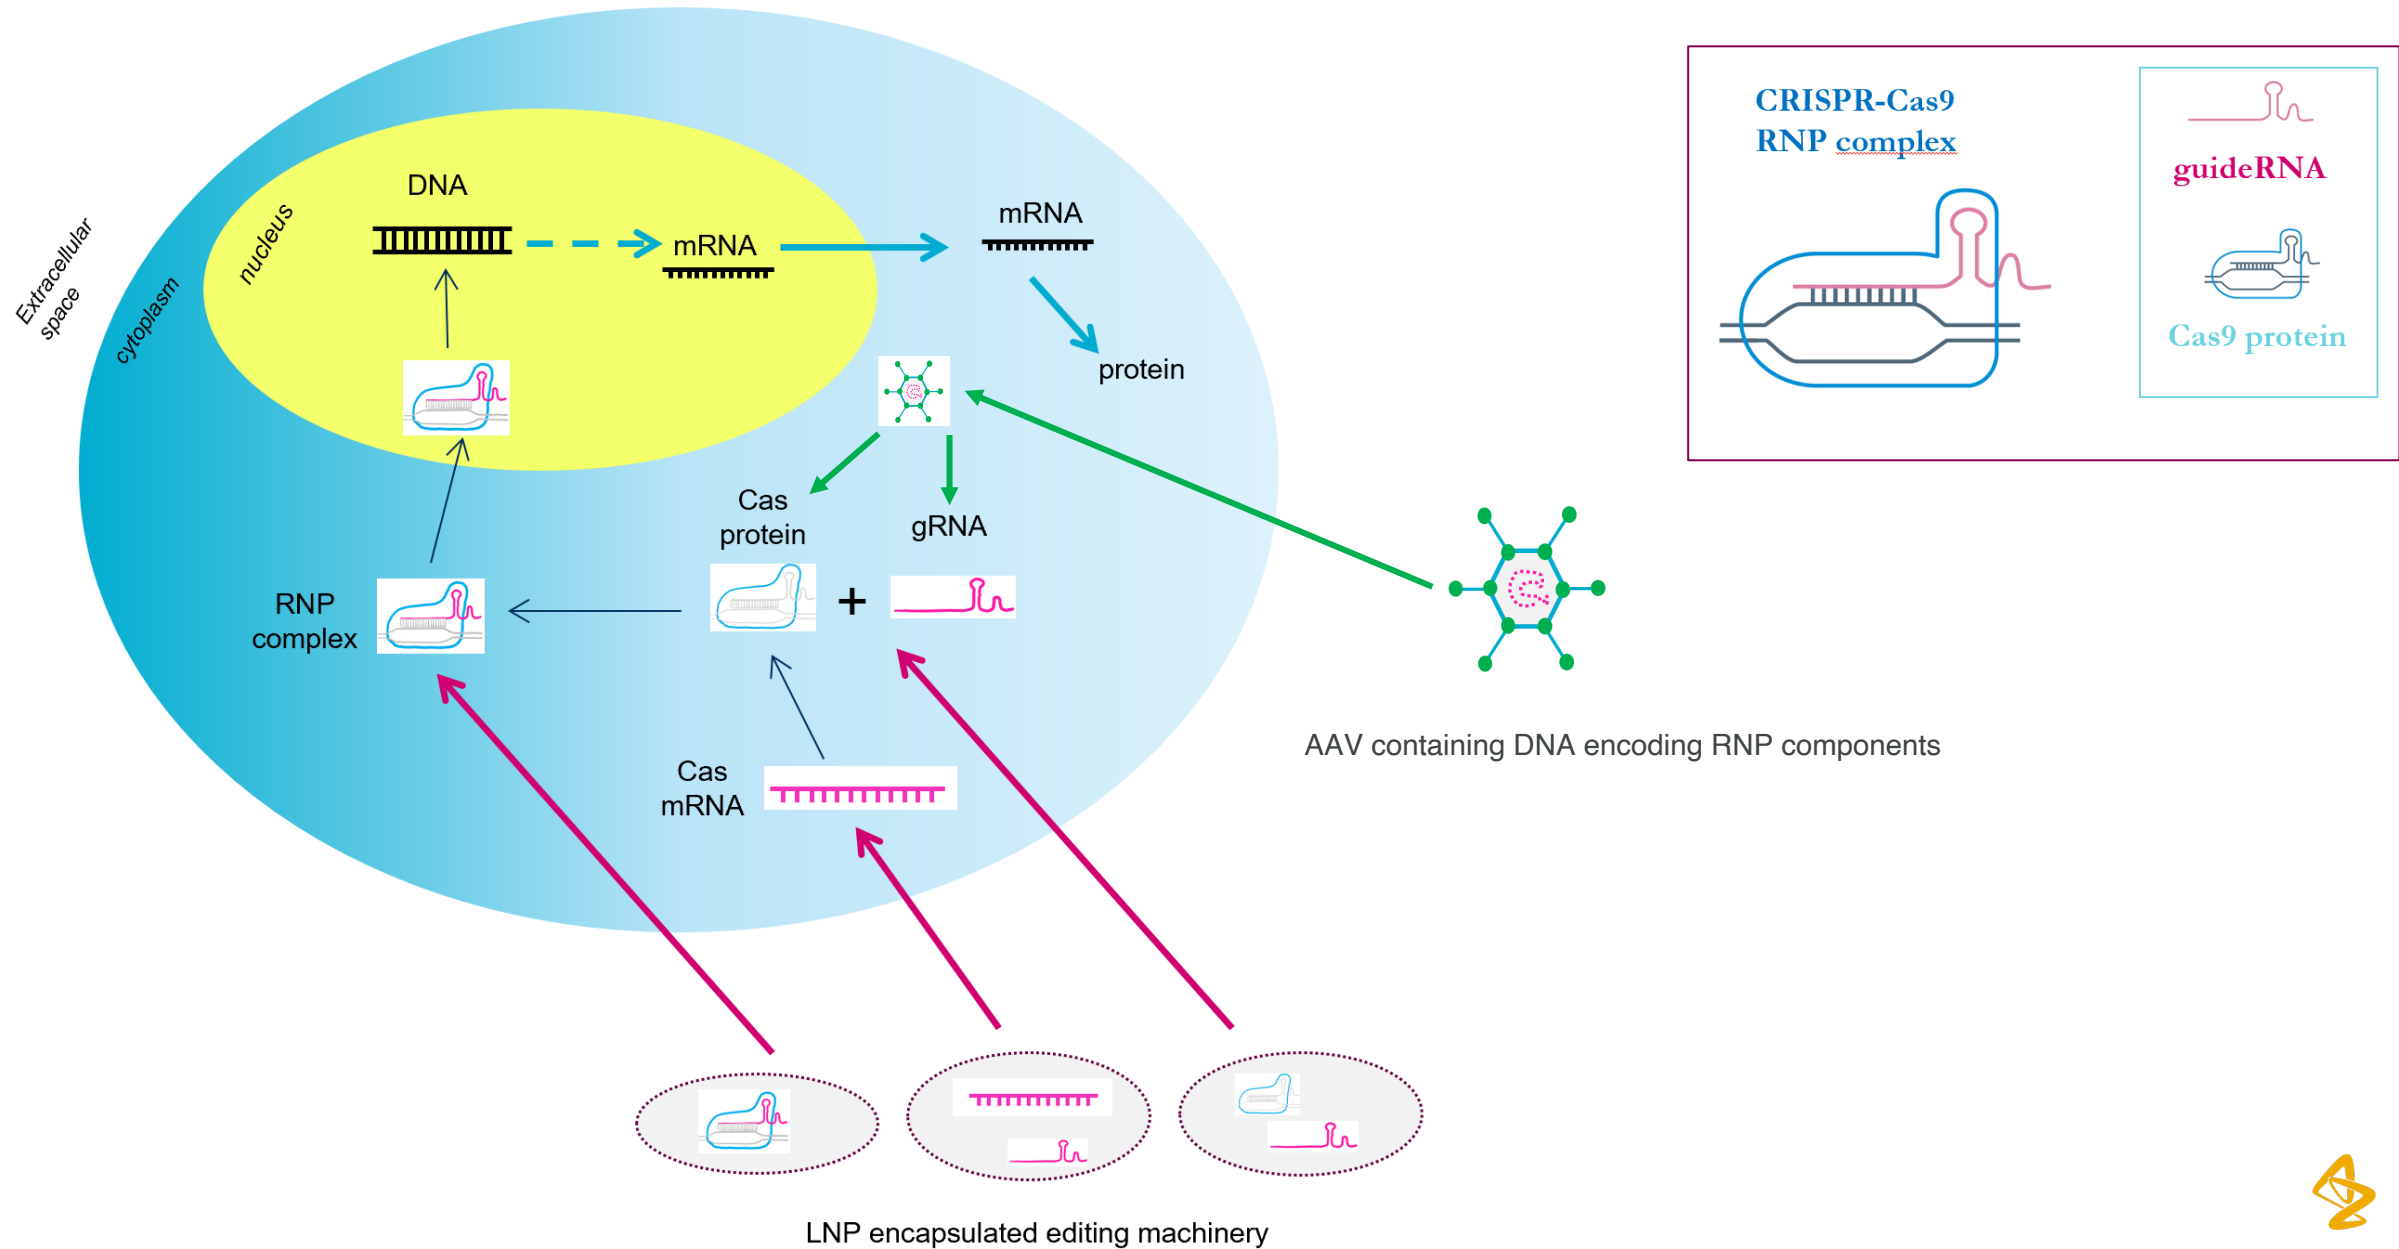 Extracellular
space
cytoplasm
nucleus
DNA
mRNA
mRNA
protein
Cas
protein
gRNA
+
RNP
complex
Cas
mRNA
CRISPR-Cas9
RNP complex
guideRNA
Cas9 protein
AAV containing DNA encoding RNP components
LNP encapsulated editing machinery